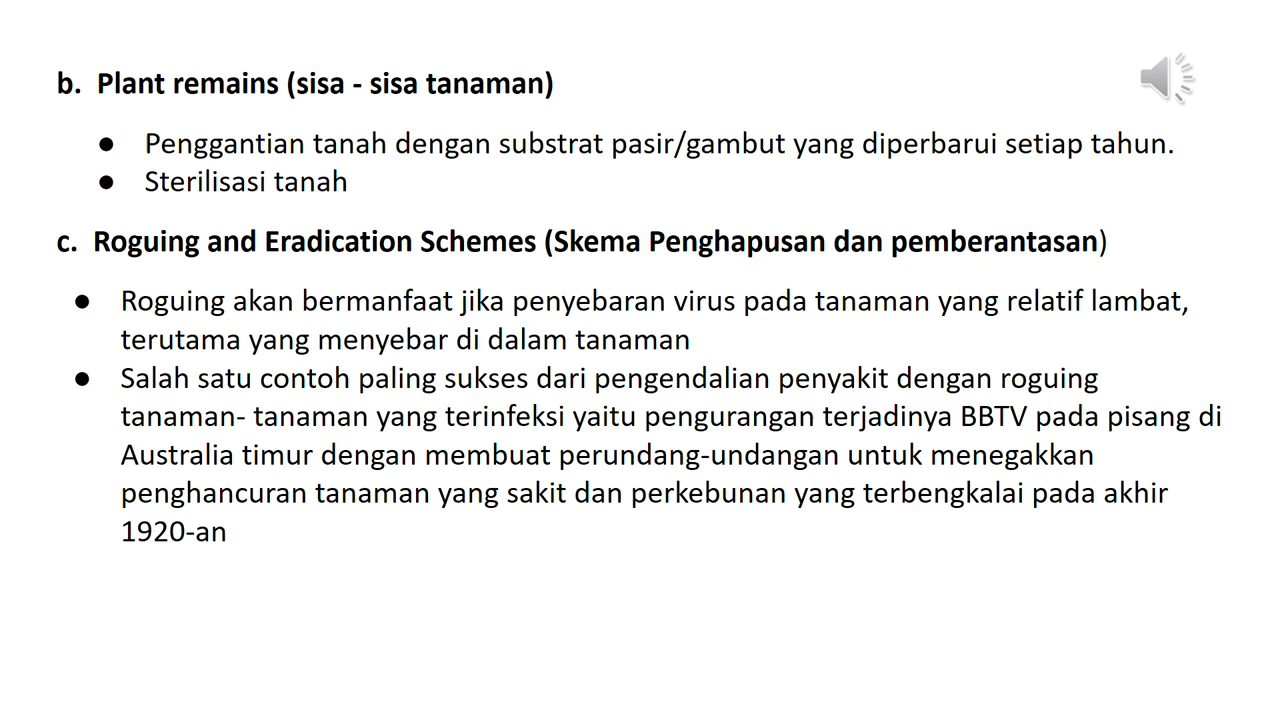 b. Plant remains (sisa - sisa tanaman)
● Penggantian tanah dengan substrat pasir/gambut yang diperbarui setiap tahun.
● Sterilisasi tanah
c. Roguing and Eradication Schemes (Skema Penghapusan dan pemberantasan)
● Roguing akan bermanfaat jika penyebaran virus pada tanaman yang relatif lambat,
terutama yang menyebar di dalam tanaman
● Salah satu contoh paling sukses dari pengendalian penyakit dengan roguing
tanaman- tanaman yang terinfeksi yaitu pengurangan terjadinya BBTV pada pisang di
Australia timur dengan membuat perundang-undangan untuk menegakkan
penghancuran tanaman yang sakit dan perkebunan yang terbengkalai pada akhir
1920-an